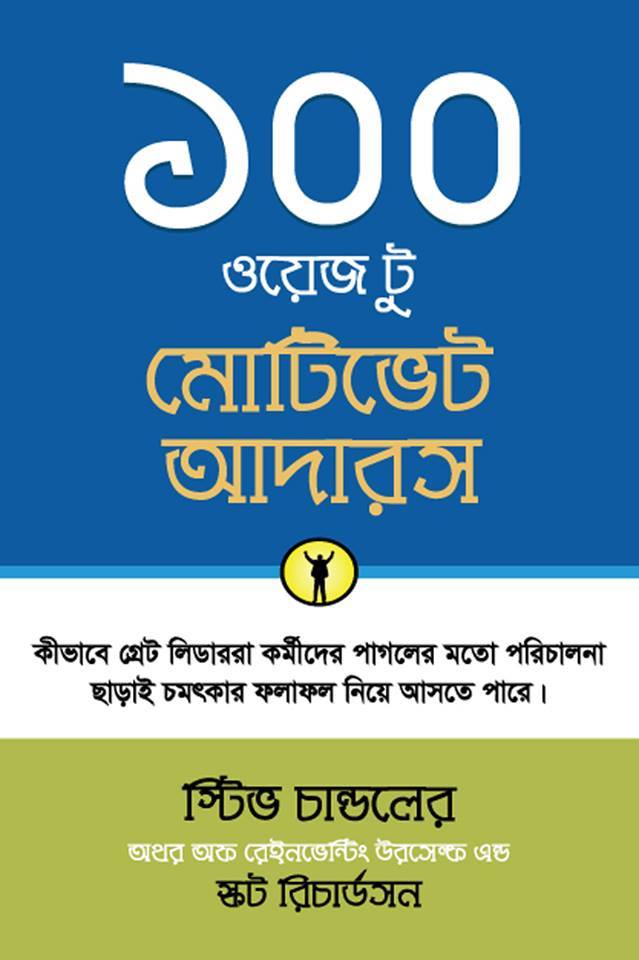 ১০০
ওয়েজ টু
মোটিভেট
আদারস
কীভাবে গ্রেট লিডাররা কর্মীদের পাগলের মতো পরিচালনা
ছাড়াই চমৎকার ফলাফল নিয়ে আসতে পারে।
স্টিভ চান্ডলের
অথর অফ রেইনভেন্টিং উরসেল্ফ এন্ড
স্কট রিচার্ডসন